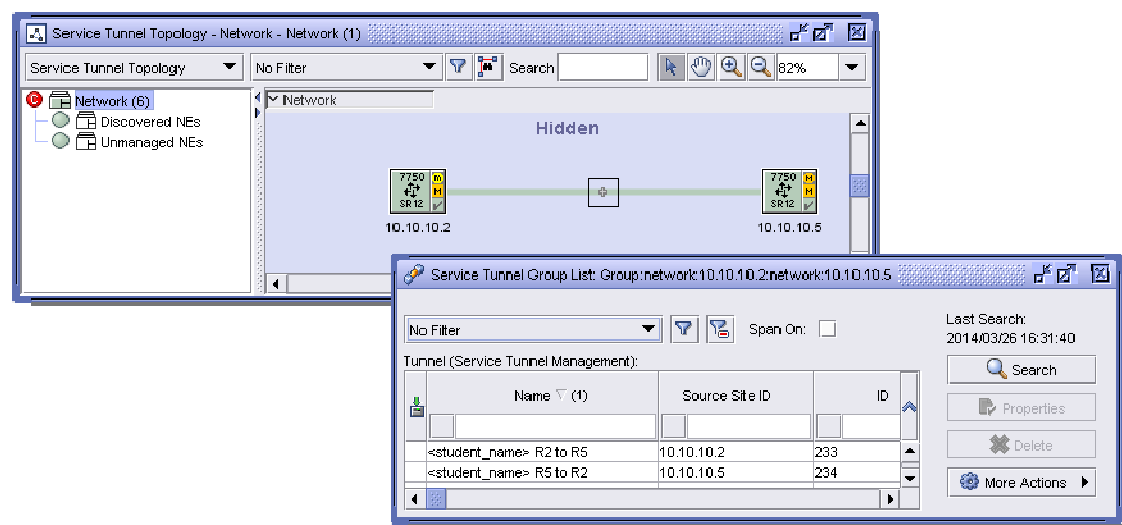 Service Tunnel Topology - Network - Network (1)
Service Tunnel Topology
No Filter
Search
82%
Network (6)
Discovered NEs
Unmanaged NEs
Network
Hidden
7750 m
M
SR12
10.10.10.2
7750 M
M
SR12
10.10.10.5
Service Tunnel Group List: Group:network:10.10.10.2:network:10.10.10.5
No Filter
Span On:
Last Search:
2014/03/26 16:31:40
Tunnel (Service Tunnel Management):
Search
Properties
Delete
More Actions
Name (1) Source Site ID ID
<student_name> R2 to R5 10.10.10.2 233
<student_name> R5 to R2 10.10.10.5 234